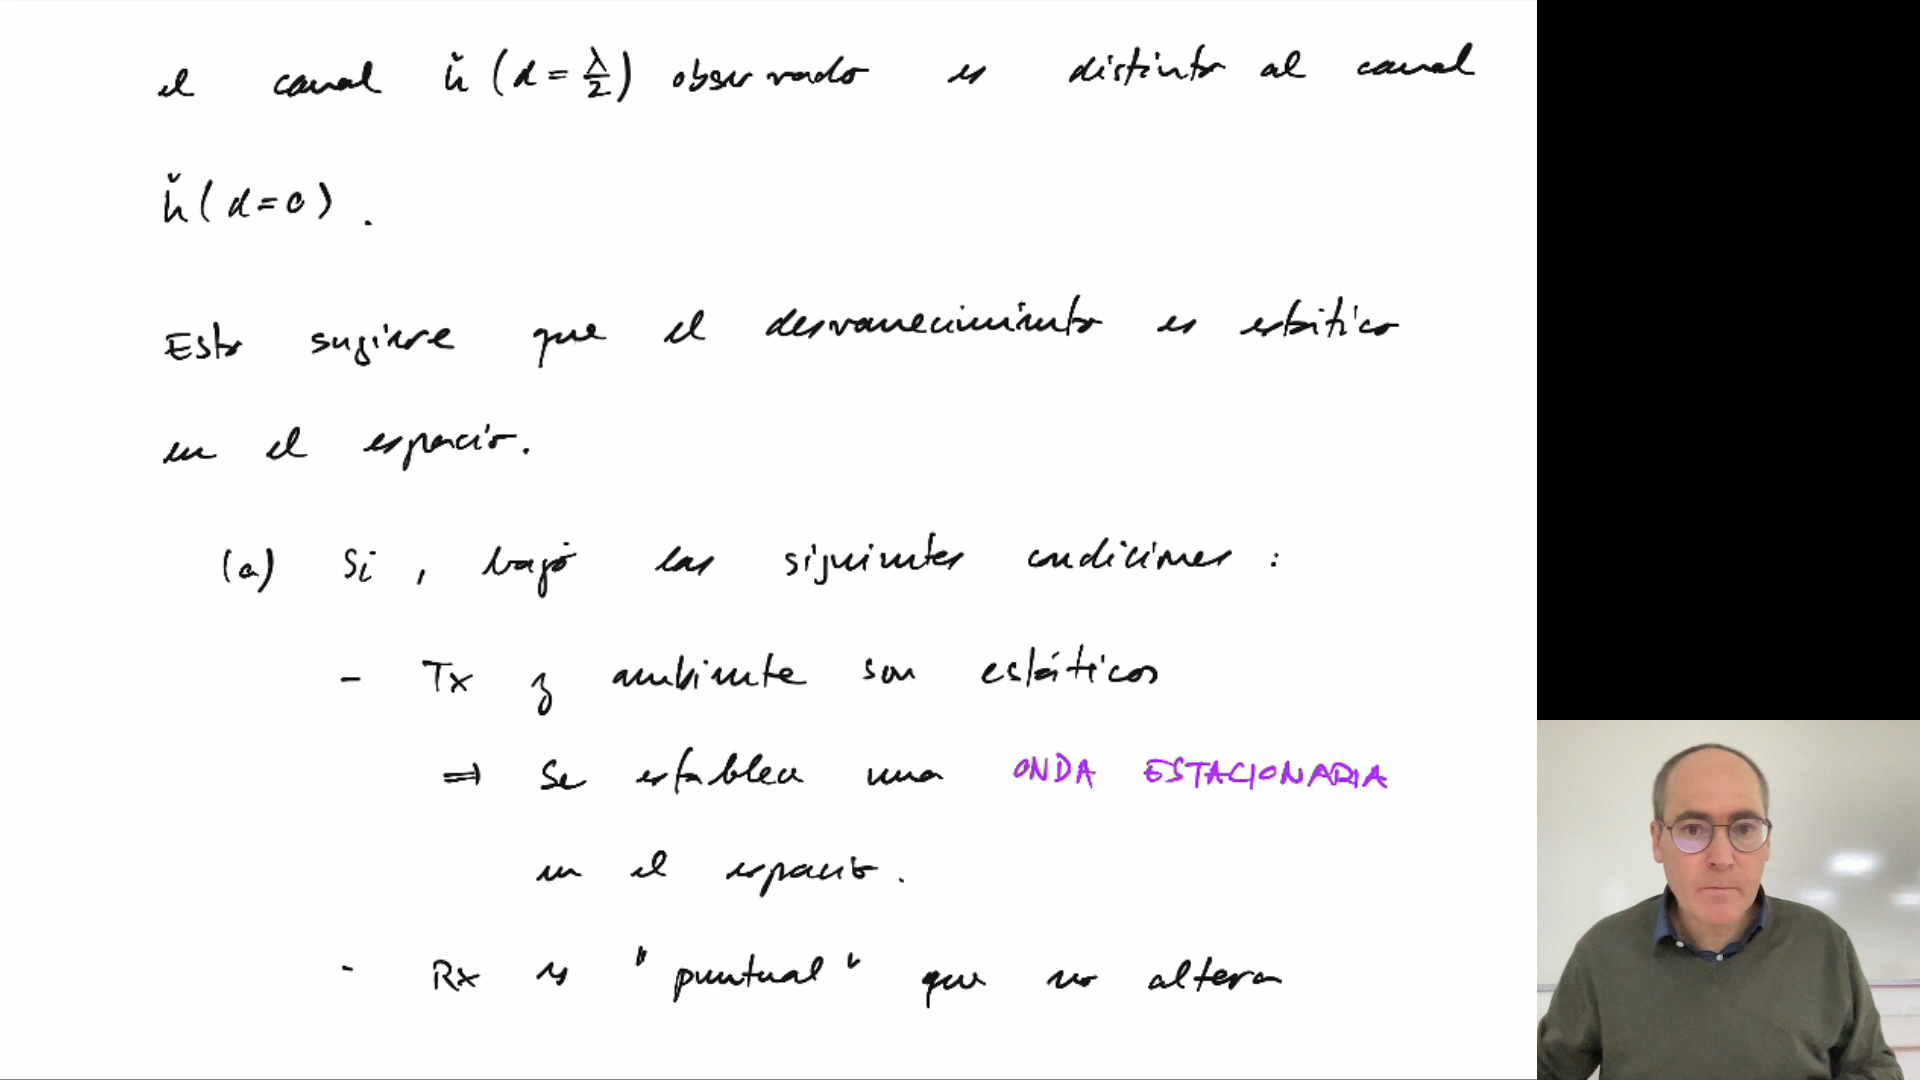 el canal ȟ (d = λ/2) observado es distinto al canal
ȟ (d=0) .
Esto sugiere que el desvanecimiento es estático
en el espacio.
(a) Si , bajo las siguientes condiciones :
- Tx y ambiente son estáticos
⇒ Se establece una ONDA ESTACIONARIA
en el espacio .
- Rx es "puntual" que no altera